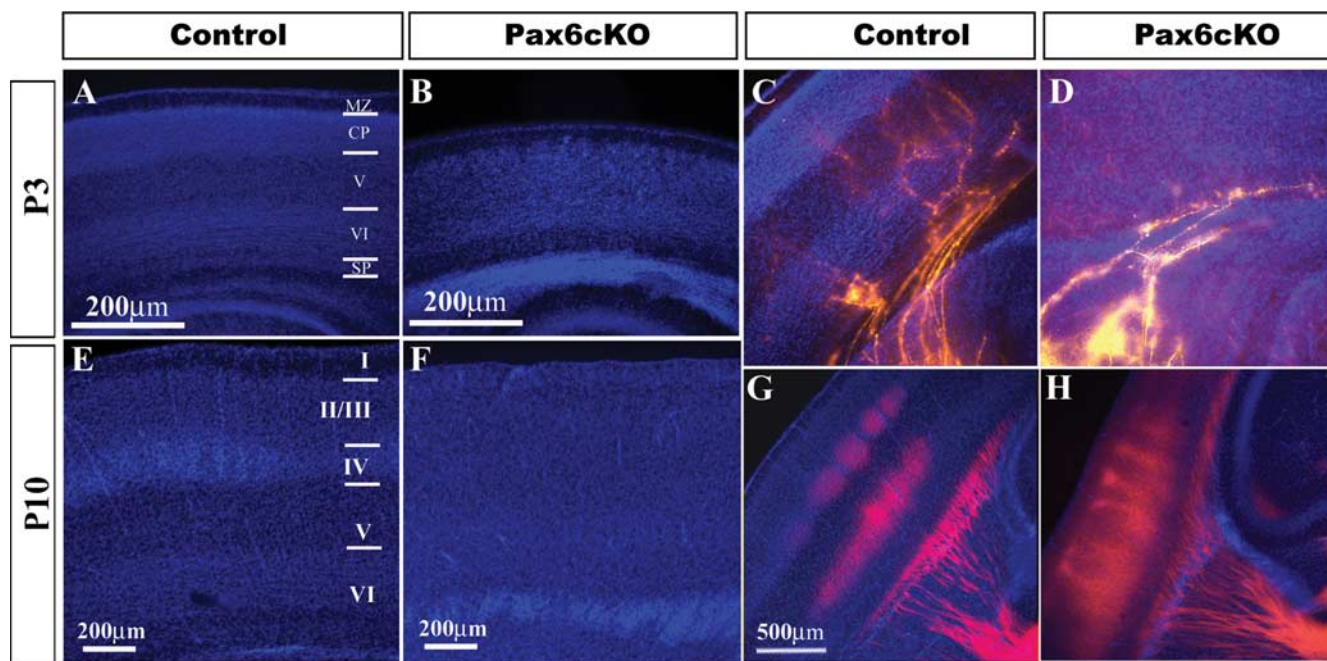 Control
Pax6cKO
Control
Pax6cKO
P3
A
MZ
CP
V
VI
SP
200μm
B
200μm
C
D
P10
E
I
II/III
IV
V
VI
200μm
F
200μm
G
500μm
H